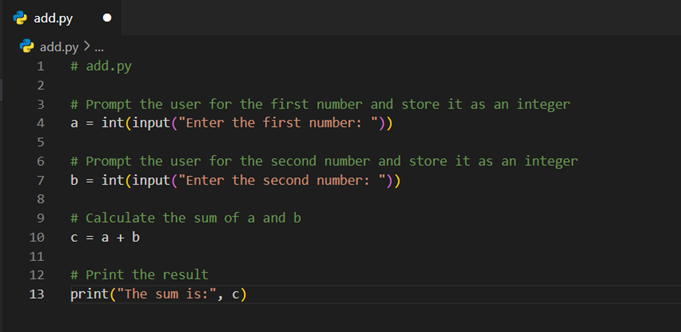 add.py
add.py > ...
1 # add.py
2
3 # Prompt the user for the first number and store it as an integer
4 a = int(input("Enter the first number: "))
5
6 # Prompt the user for the second number and store it as an integer
7 b = int(input("Enter the second number: "))
8
9 # Calculate the sum of a and b
10 c = a + b
11
12 # Print the result
13 print("The sum is:", c)